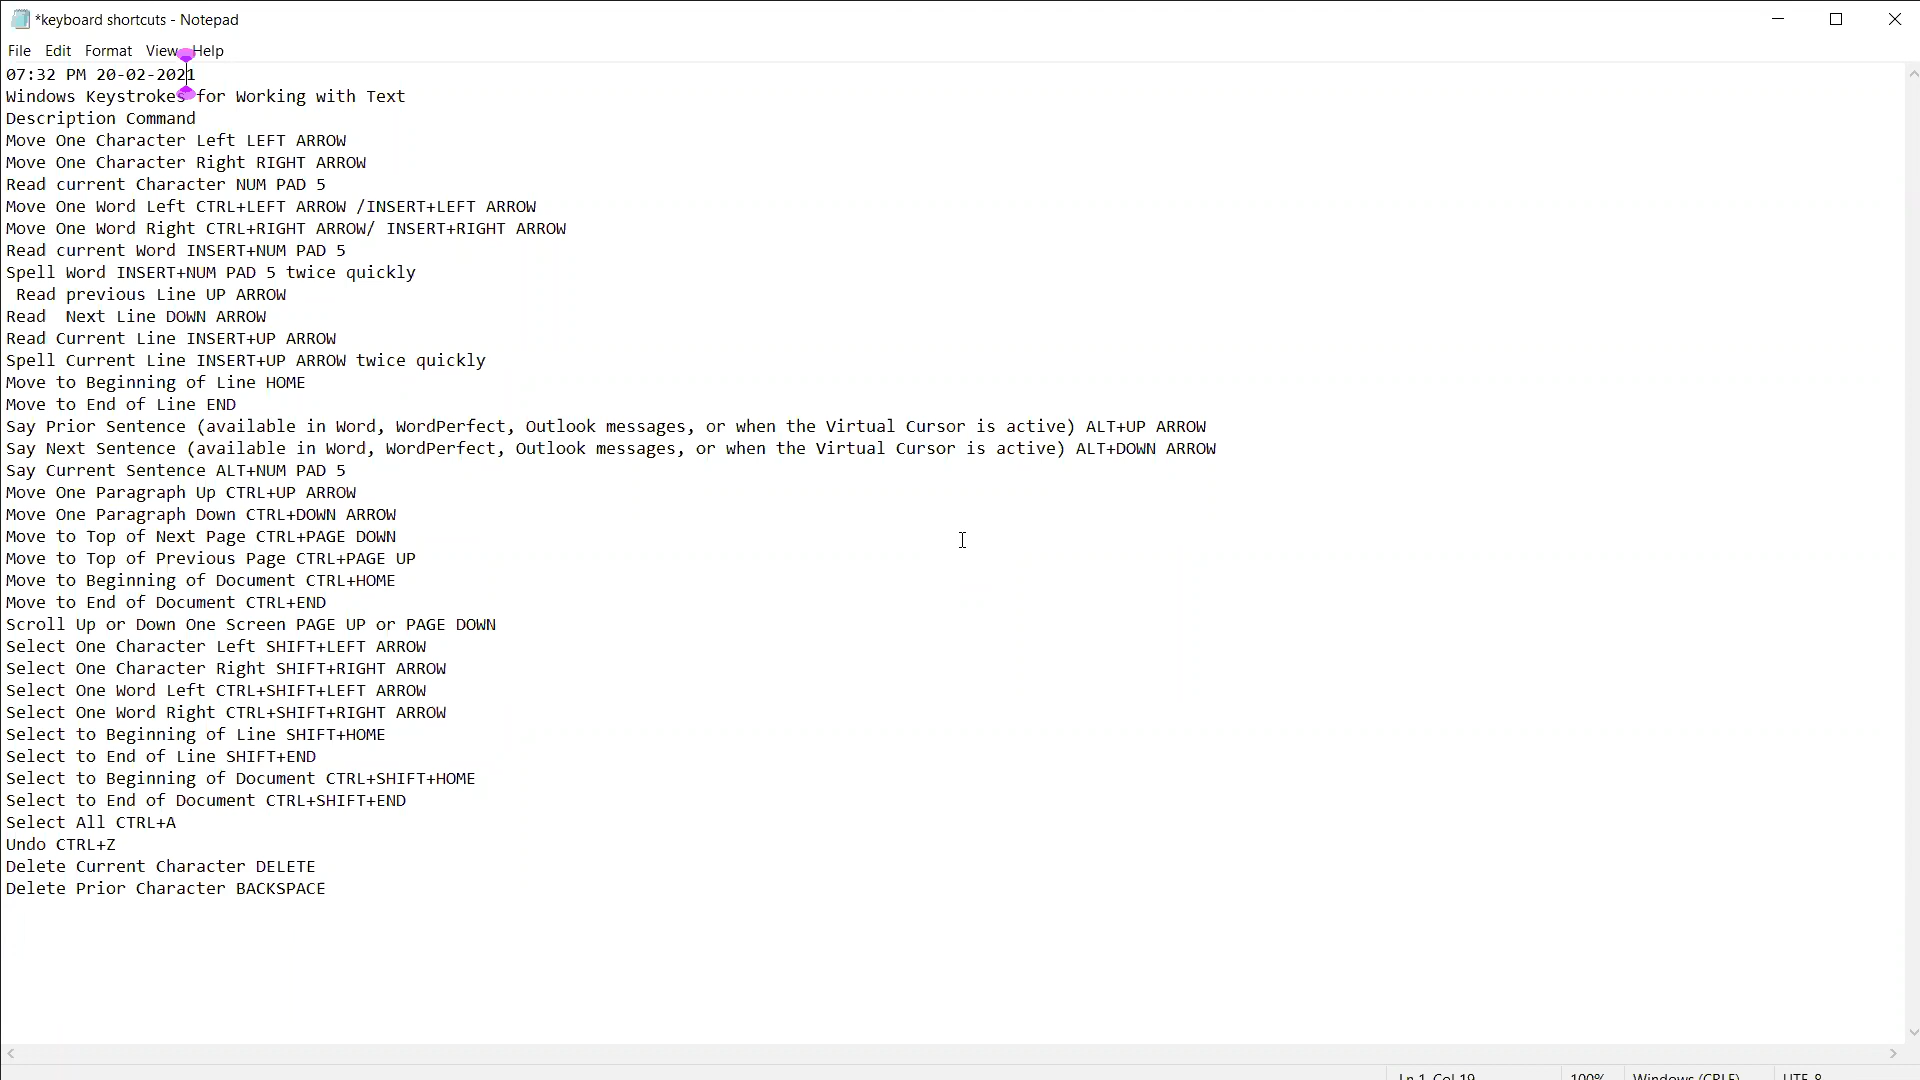 *keyboard shortcuts - Notepad
File Edit Format View Help
07:32 PM 20-02-2021
Windows Keystrokes for Working with Text
Description Command
Move One Character Left LEFT ARROW
Move One Character Right RIGHT ARROW
Read current Character NUM PAD 5
Move One Word Left CTRL+LEFT ARROW /INSERT+LEFT ARROW
Move One Word Right CTRL+RIGHT ARROW/ INSERT+RIGHT ARROW
Read current Word INSERT+NUM PAD 5
Spell Word INSERT+NUM PAD 5 twice quickly
 Read previous Line UP ARROW
Read  Next Line DOWN ARROW
Read Current Line INSERT+UP ARROW
Spell Current Line INSERT+UP ARROW twice quickly
Move to Beginning of Line HOME
Move to End of Line END
Say Prior Sentence (available in Word, WordPerfect, Outlook messages, or when the Virtual Cursor is active) ALT+UP ARROW
Say Next Sentence (available in Word, WordPerfect, Outlook messages, or when the Virtual Cursor is active) ALT+DOWN ARROW
Say Current Sentence ALT+NUM PAD 5
Move One Paragraph Up CTRL+UP ARROW
Move One Paragraph Down CTRL+DOWN ARROW
Move to Top of Next Page CTRL+PAGE DOWN
Move to Top of Previous Page CTRL+PAGE UP
Move to Beginning of Document CTRL+HOME
Move to End of Document CTRL+END
Scroll Up or Down One Screen PAGE UP or PAGE DOWN
Select One Character Left SHIFT+LEFT ARROW
Select One Character Right SHIFT+RIGHT ARROW
Select One Word Left CTRL+SHIFT+LEFT ARROW
Select One Word Right CTRL+SHIFT+RIGHT ARROW
Select to Beginning of Line SHIFT+HOME
Select to End of Line SHIFT+END
Select to Beginning of Document CTRL+SHIFT+HOME
Select to End of Document CTRL+SHIFT+END
Select All CTRL+A
Undo CTRL+Z
Delete Current Character DELETE
Delete Prior Character BACKSPACE
Ln 1, Col 19 100% Windows (CRLF) UTF-8